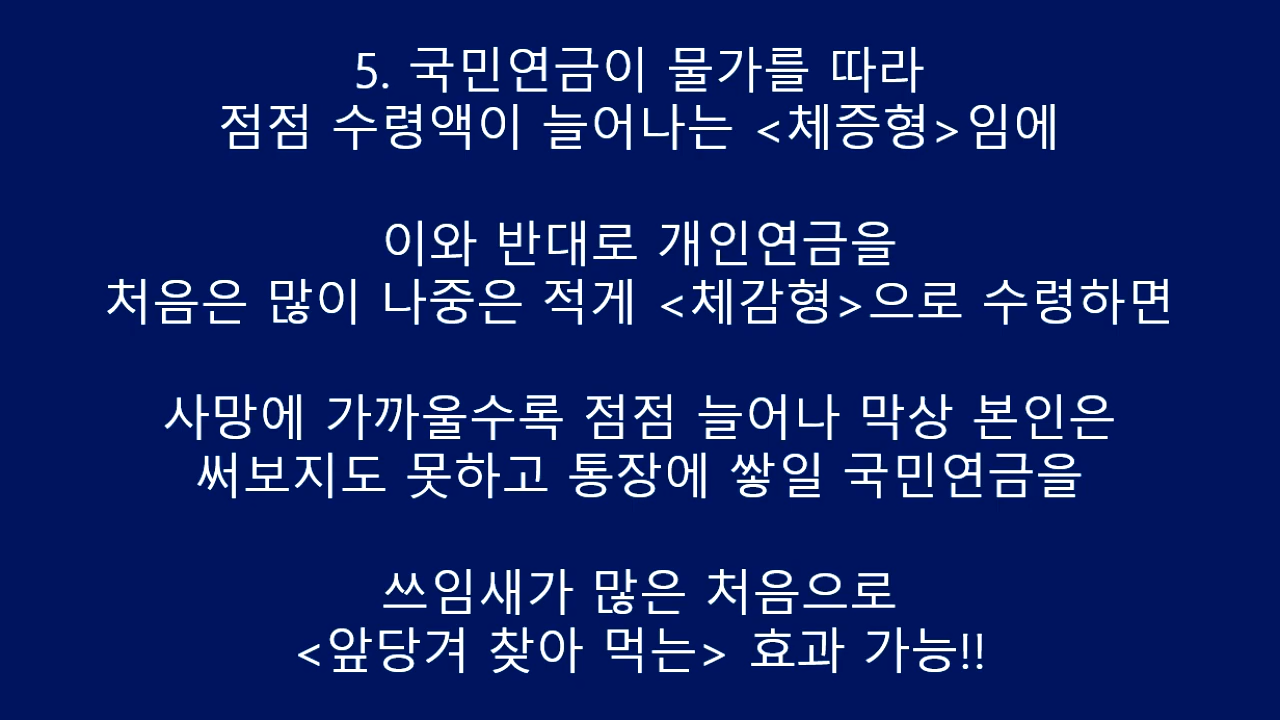 5. 국민연금이 물가를 따라
점점 수령액이 늘어나는 <체증형>임에
이와 반대로 개인연금을
처음은 많이 나중은 적게 <체감형>으로 수령하면
사망에 가까울수록 점점 늘어나 막상 본인은
써보지도 못하고 통장에 쌓일 국민연금을
쓰임새가 많은 처음으로
<앞당겨 찾아 먹는> 효과 가능!!